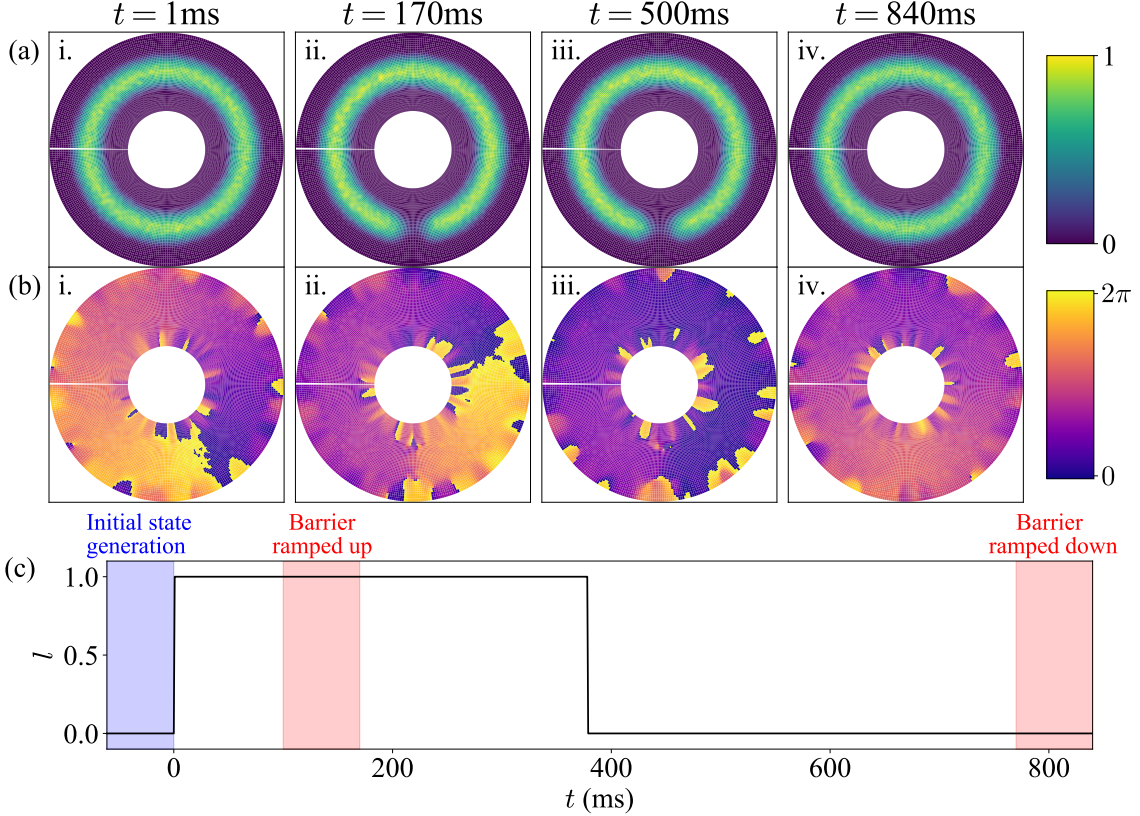 t = 1ms
t = 170ms
t = 500ms
t = 840ms
(a)
i.
ii.
iii.
iv.
1
0
(b)
i.
ii.
iii.
iv.
2π
0
Initial state
generation
Barrier
ramped up
Barrier
ramped down
(c)
1.0
0.5
0.0
l
0
200
400
600
800
t (ms)